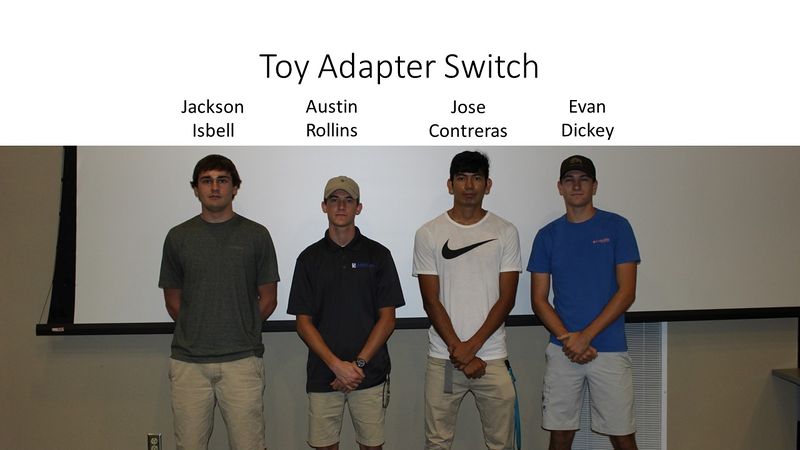 Toy Adapter Switch
Jackson Austin Jose Evan
Isbell Rollins Contreras Dickey